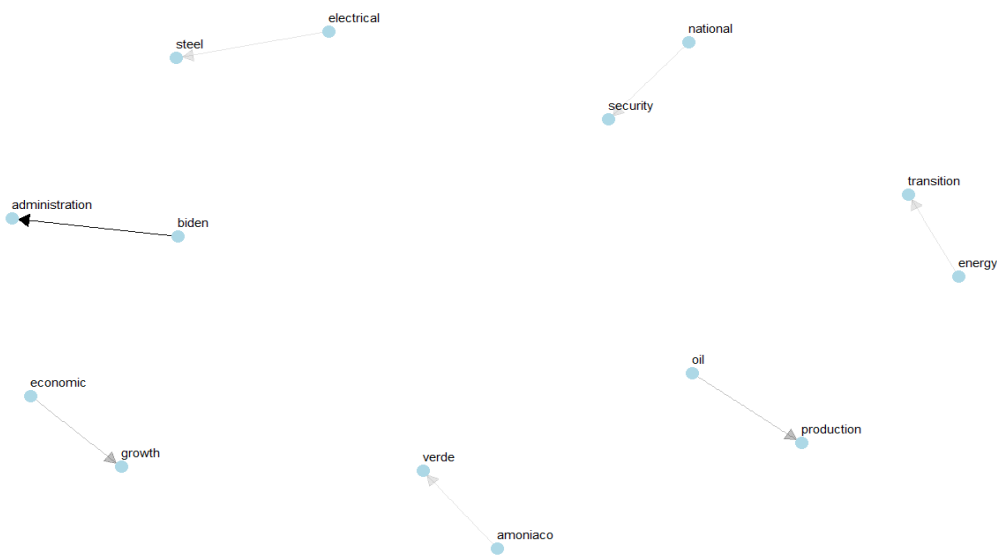 electrical
steel
national
security
transition
administration
biden
energy
oil
economic
production
growth
verde
amoniaco